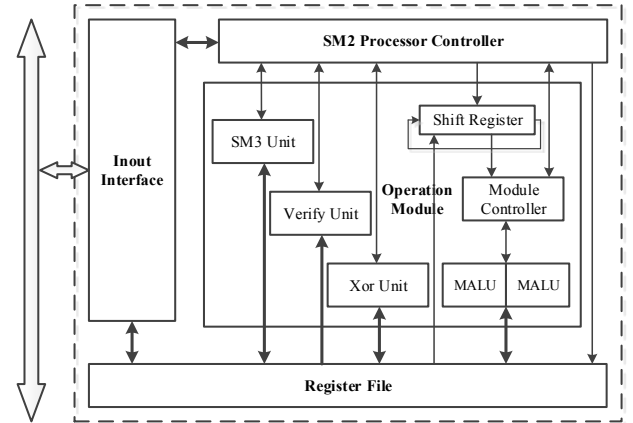 SM2 Processor Controller
Inout
Interface
Shift Register
SM3 Unit
Operation
Module
Module
Controller
Verify Unit
Xor Unit
MALU
MALU
Register File